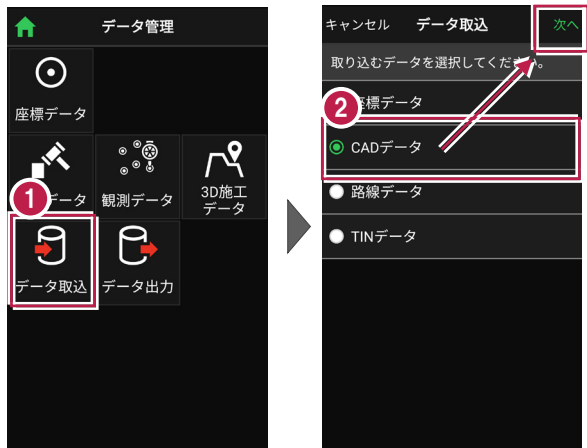 データ管理
座標データ
データ
観測データ
3D施工
データ
1
データ取込
データ出力
キャンセル
データ取込
次へ
取り込むデータを選択してください。
2
標データ
CADデータ
路線データ
TINデータ